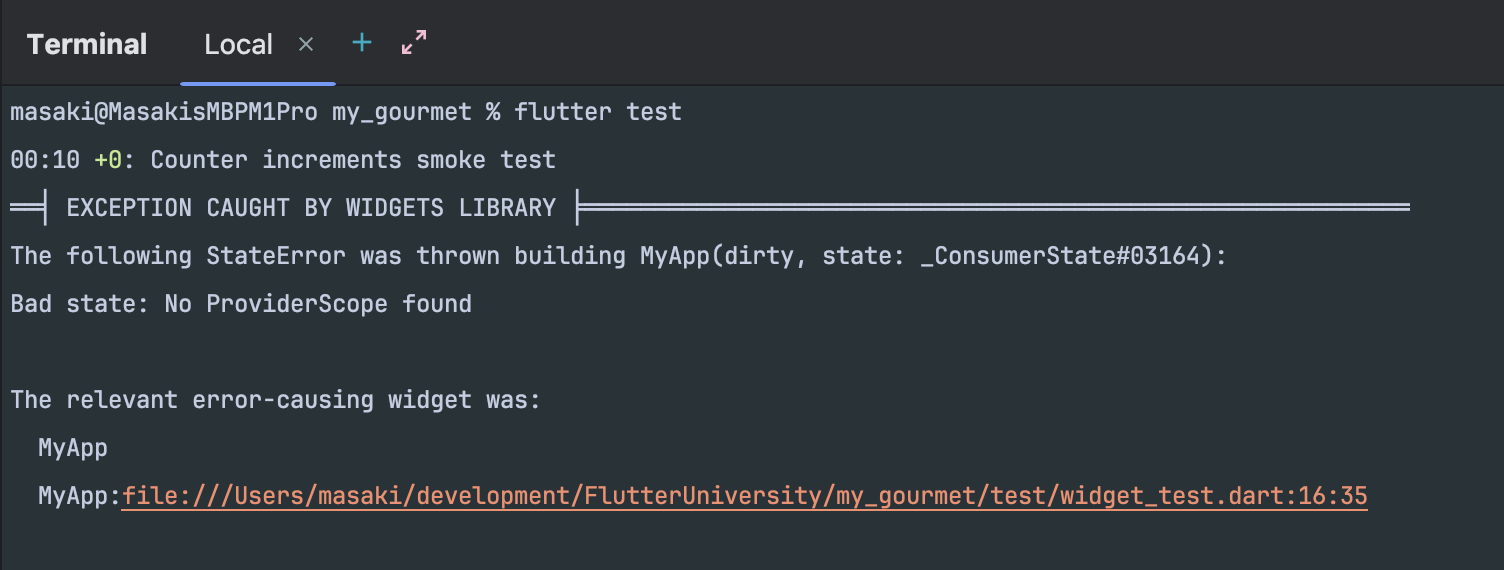 Terminal Local × +
masaki@MasakisMBPM1Pro my_gourmet % flutter test
00:10 +0: Counter increments smoke test
══╡ EXCEPTION CAUGHT BY WIDGETS LIBRARY ╞═══════════════════════════════════════════════════════════
The following StateError was thrown building MyApp(dirty, state: _ConsumerState#03164):
Bad state: No ProviderScope found
The relevant error-causing widget was:
MyApp
MyApp:file:///Users/masaki/development/FlutterUniversity/my_gourmet/test/widget_test.dart:16:35